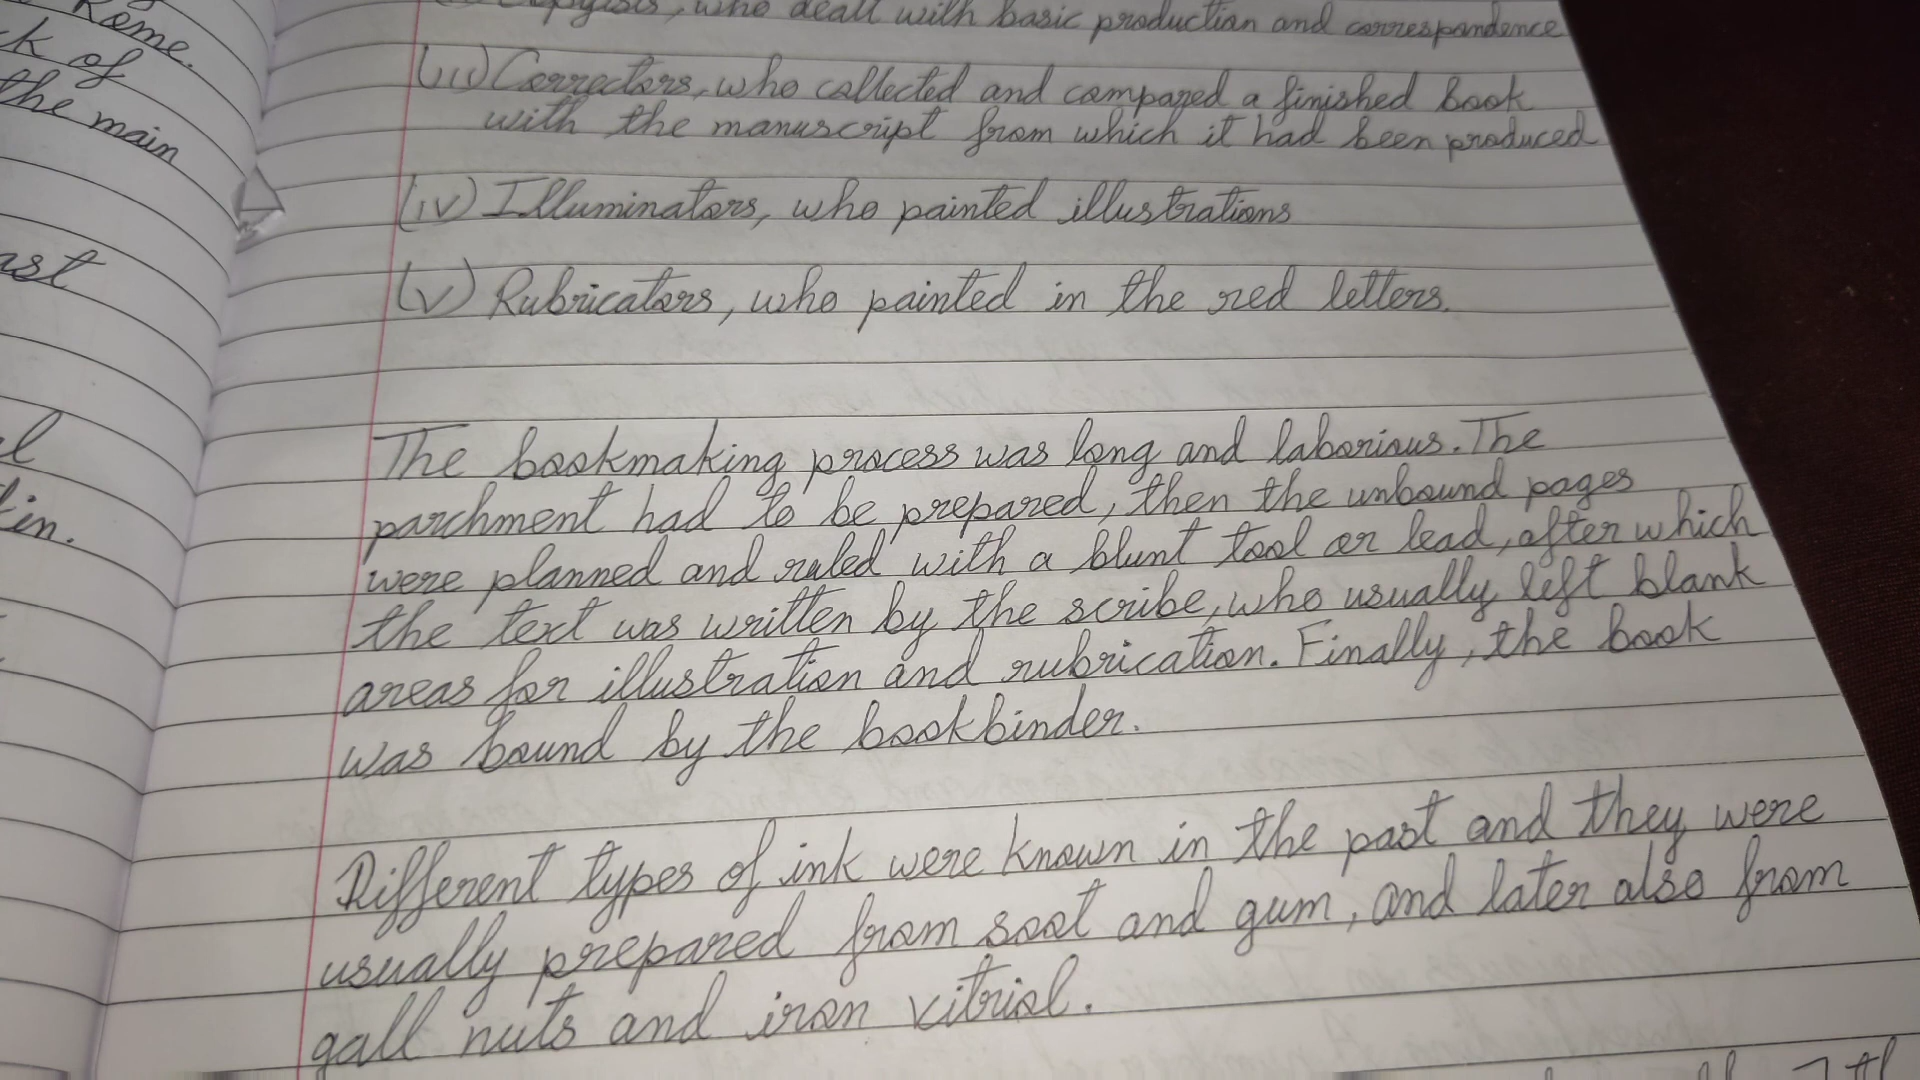 Rome.
k of
the main
ast
l
in.
Copyists, who dealt with basic production and correspondence
(iii) Correctors, who collected and compared a finished book
with the manuscript from which it had been produced
(iv) Illuminators, who painted illustrations
(v) Rubricators, who painted in the red letters.
The bookmaking process was long and laborious. The
parchment had to be prepared, then the unbound pages
were planned and ruled with a blunt tool or lead, after which
the text was written by the scribe, who usually left blank
areas for illustration and rubrication. Finally, the book
was bound by the bookbinder.
Different types of ink were known in the past and they were
usually prepared from soot and gum, and later also from
gall nuts and iron vitriol.